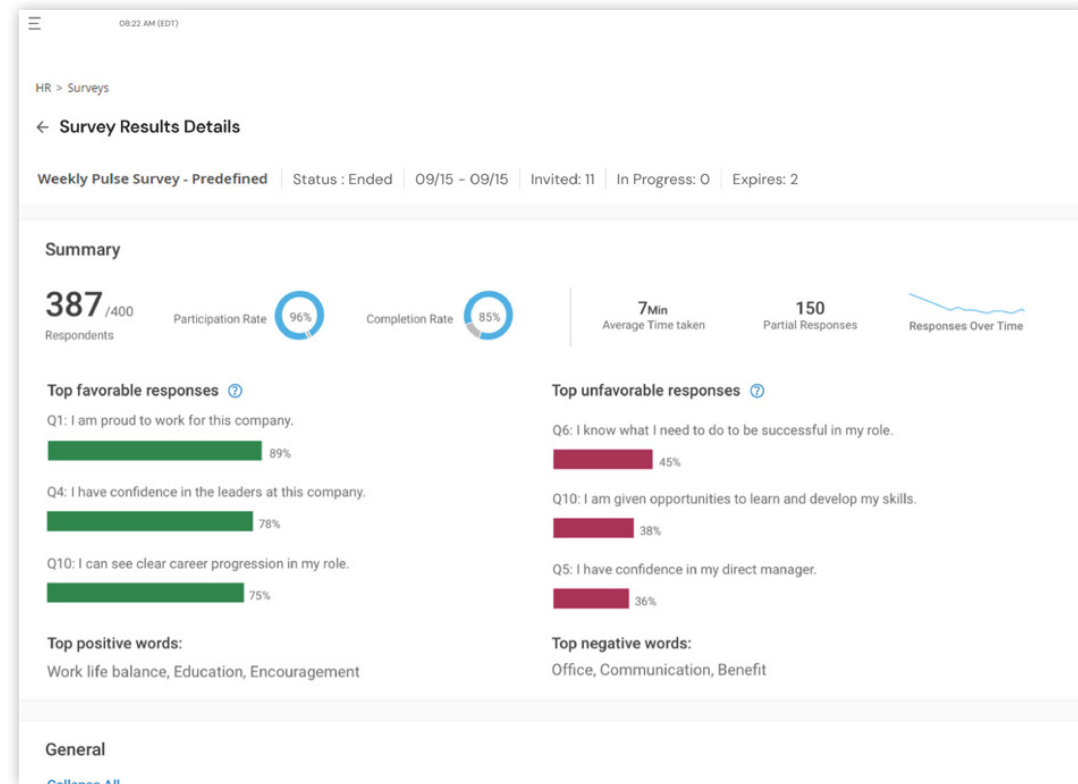 08:22 AM (EDT)
HR > Surveys
← Survey Results Details
Weekly Pulse Survey - Predefined | Status : Ended | 09/15 - 09/15 | Invited: 11 | In Progress: 0 | Expires: 2
Summary
387/400
Respondents
Participation Rate 96%
Completion Rate 85%
7Min
Average Time taken
150
Partial Responses
Responses Over Time
Top favorable responses ?
Q1: I am proud to work for this company.
89%
Q4: I have confidence in the leaders at this company.
78%
Q10: I can see clear career progression in my role.
75%
Top positive words:
Work life balance, Education, Encouragement
Top unfavorable responses ?
Q6: I know what I need to do to be successful in my role.
45%
Q10: I am given opportunities to learn and develop my skills.
38%
Q5: I have confidence in my direct manager.
36%
Top negative words:
Office, Communication, Benefit
General
Collapse All